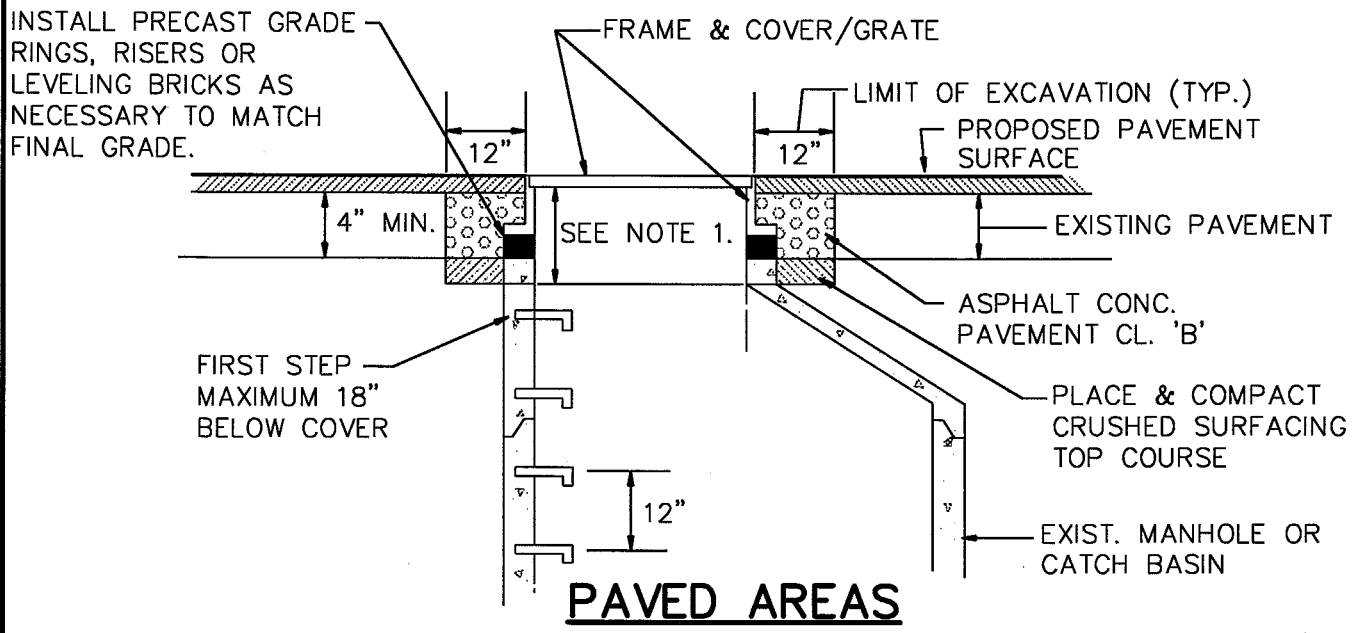 INSTALL PRECAST GRADE
RINGS, RISERS OR
LEVELING BRICKS AS
NECESSARY TO MATCH
FINAL GRADE.
FRAME & COVER/GRATE
LIMIT OF EXCAVATION (TYP.)
PROPOSED PAVEMENT
SURFACE
12"
12"
4" MIN.
SEE NOTE 1.
EXISTING PAVEMENT
ASPHALT CONC.
PAVEMENT CL. 'B'
FIRST STEP
MAXIMUM 18"
BELOW COVER
PLACE & COMPACT
CRUSHED SURFACING
TOP COURSE
12"
EXIST. MANHOLE OR
CATCH BASIN
PAVED AREAS